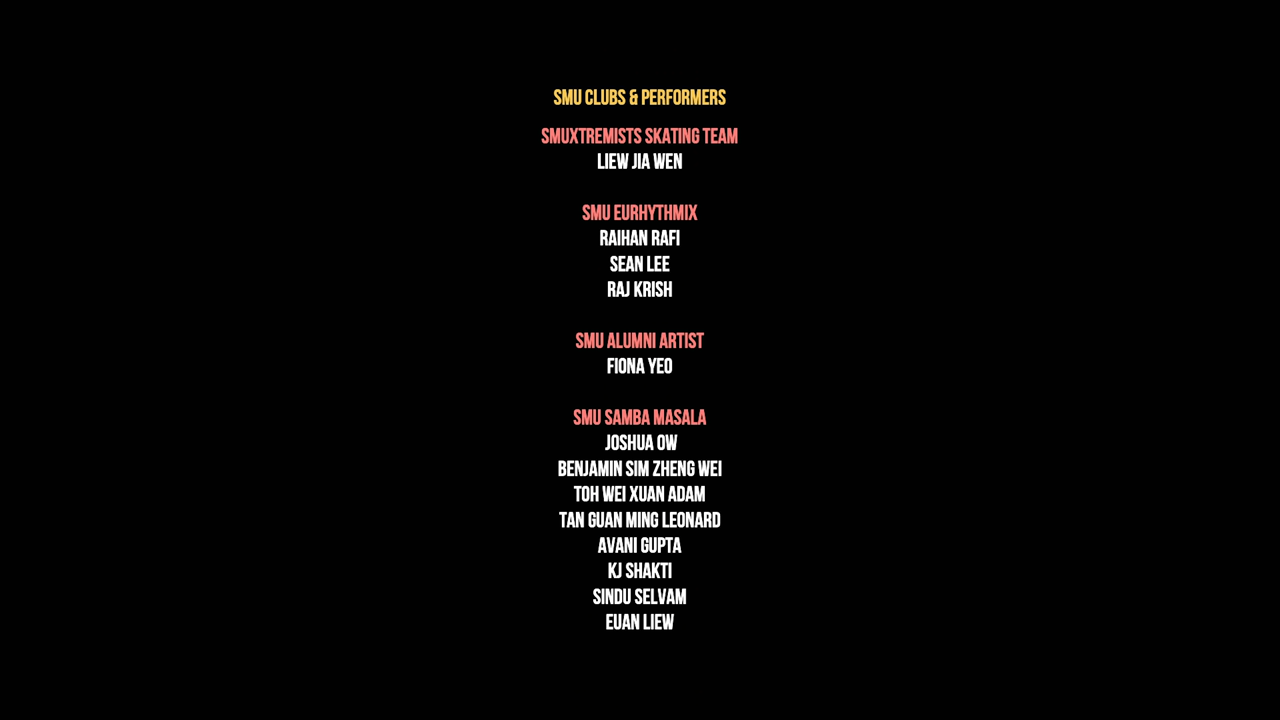 SMU CLUBS & PERFORMERS
SMUXTREMISTS SKATING TEAM
LIEW JIA WEN
SMU EURHYTHMIX
RAIHAN RAFI
SEAN LEE
RAJ KRISH
SMU ALUMNI ARTIST
FIONA YEO
SMU SAMBA MASALA
JOSHUA OW
BENJAMIN SIM ZHENG WEI
TOH WEI XUAN ADAM
TAN GUAN MING LEONARD
AVANI GUPTA
KJ SHAKTI
SINDU SELVAM
EUAN LIEW